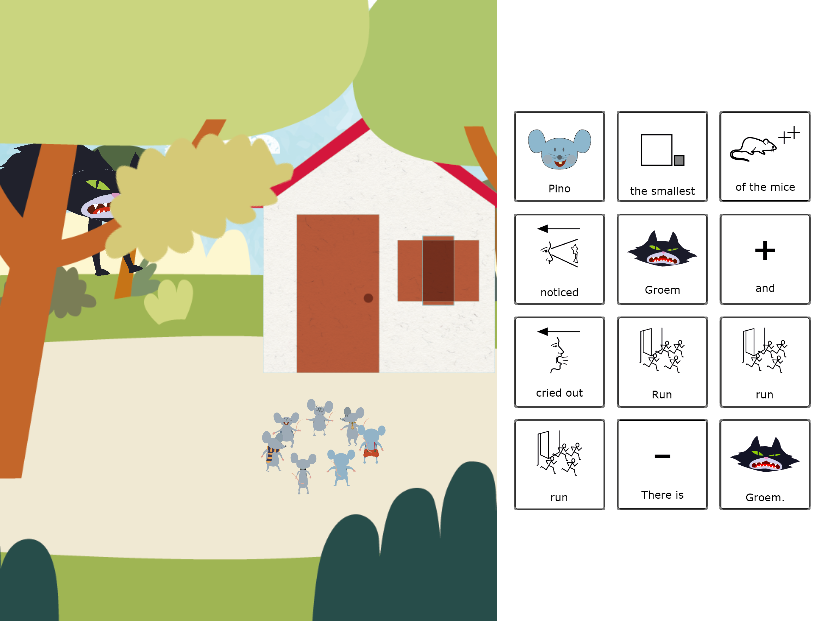 Pino
the smallest
of the mice
noticed
Groem
and
cried out
Run
run
run
There is
Groem.